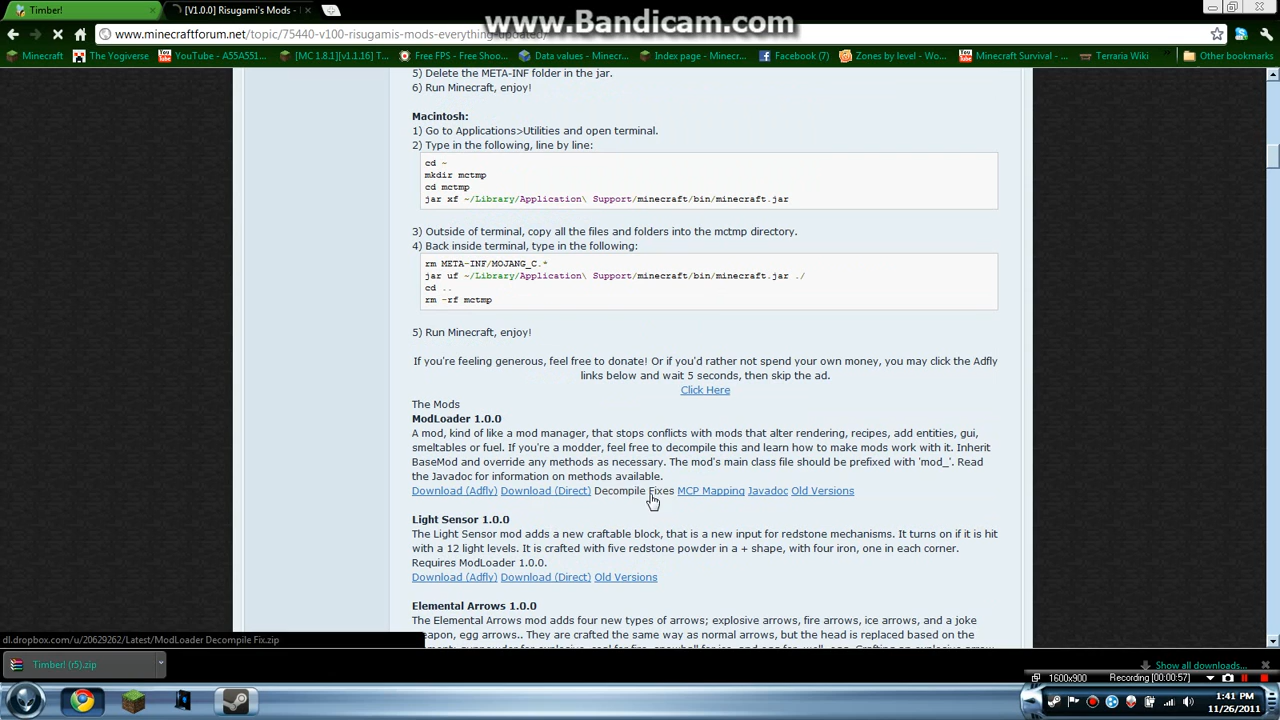 Timber!
[V1.0.0] Risugami's Mods -
www.Bandicam.com
www.minecraftforum.net/topic/75440-v100-risugamis-mods-everything-updated/
Minecraft
The Yogiverse
YouTube - A55A551...
[MC 1.8.1][v1.1.16] T...
Free FPS - Free Shoo...
Data values - Minecr...
Index page - Minecraf...
Facebook (7)
Zones by level - Wo...
Minecraft Survival - ...
Terraria Wiki
Other bookmarks
5) Delete the META-INF folder in the jar.
6) Run Minecraft, enjoy!
Macintosh:
1) Go to Applications>Utilities and open terminal.
2) Type in the following, line by line:
cd ~
mkdir mctmp
cd mctmp
jar xf ~/Library/Application\ Support/minecraft/bin/minecraft.jar
3) Outside of terminal, copy all the files and folders into the mctmp directory.
4) Back inside terminal, type in the following:
rm META-INF/MOJANG_C.*
jar uf ~/Library/Application\ Support/minecraft/bin/minecraft.jar ./
cd ..
rm -rf mctmp
5) Run Minecraft, enjoy!
If you're feeling generous, feel free to donate! Or if you'd rather not spend your own money, you may click the Adfly
links below and wait 5 seconds, then skip the ad.
Click Here
The Mods
ModLoader 1.0.0
A mod, kind of like a mod manager, that stops conflicts with mods that alter rendering, recipes, add entities, gui,
smeltables or fuel. If you're a modder, feel free to decompile this and learn how to make mods work with it. Inherit
BaseMod and override any methods as necessary. The mod's main class file should be prefixed with 'mod_'. Read
the Javadoc for information on methods available.
Download (Adfly) Download (Direct) Decompile Fixes MCP Mapping Javadoc Old Versions
Light Sensor 1.0.0
The Light Sensor mod adds a new craftable block, that is a new input for redstone mechanisms. It turns on if it is hit
with a 12 light levels. It is crafted with five redstone powder in a + shape, with four iron, one in each corner.
Requires ModLoader 1.0.0.
Download (Adfly) Download (Direct) Old Versions
Elemental Arrows 1.0.0
The Elemental Arrows mod adds four new types of arrows; explosive arrows, fire arrows, ice arrows, and a joke
weapon, egg arrows.. They are crafted the same way as normal arrows, but the head is replaced based on the
dl.dropbox.com/u/20629262/Latest/ModLoader Decompile Fix.zip
Timber! (r5).zip
Show all downloads...
1600x900
Recording [00:00:57]
1:41 PM
11/26/2011